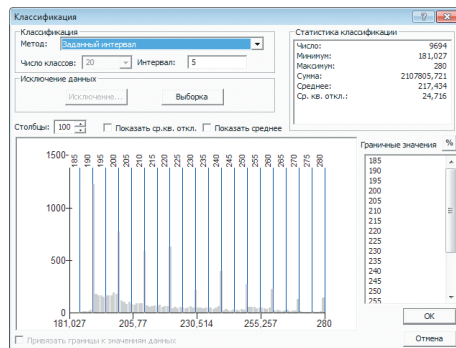 Классификация
Классификация
Метод: Заданный интервал
Число классов: 20 Интервал: 5
Исключение данных
Исключение... Выборка
Статистика классификации
Число: 9694
Минимум: 181,027
Максимум: 280
Сумма: 2107805,721
Среднее: 217,434
Ср. кв. откл.: 24,716
Столбцы: 100 Показать ср.кв. откл. Показать среднее
185 190 195 200 205 210 215 220 225 230 235 240 245 250 255 260 265 270 275 280
1500
1000
500
0
181,027 205,77 230,514 255,257 280
Граничные значения %
185
190
195
200
205
210
215
220
225
230
235
240
245
250
255
Привязать границы к значениям данных
ОК
Отмена